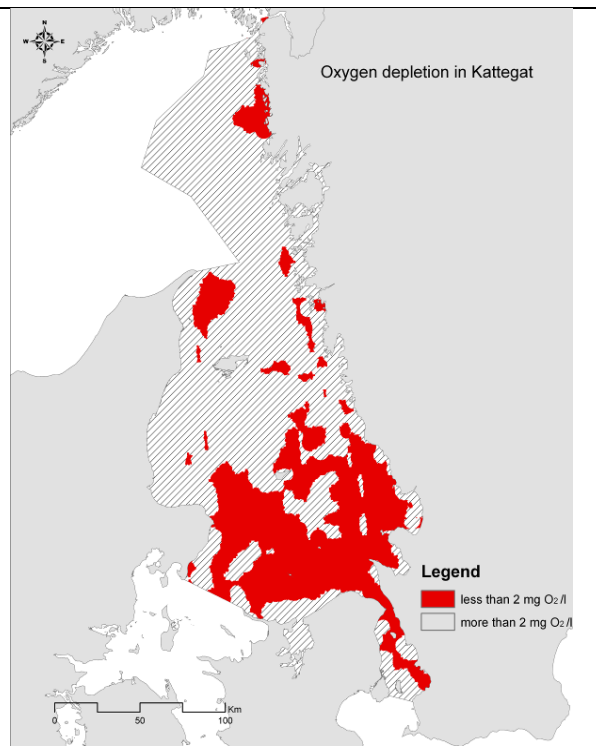 N
W E
S
Oxygen depletion in Kattegat
Legend
less than 2 mg O2/l
more than 2 mg O2/l
Km
0 50 100